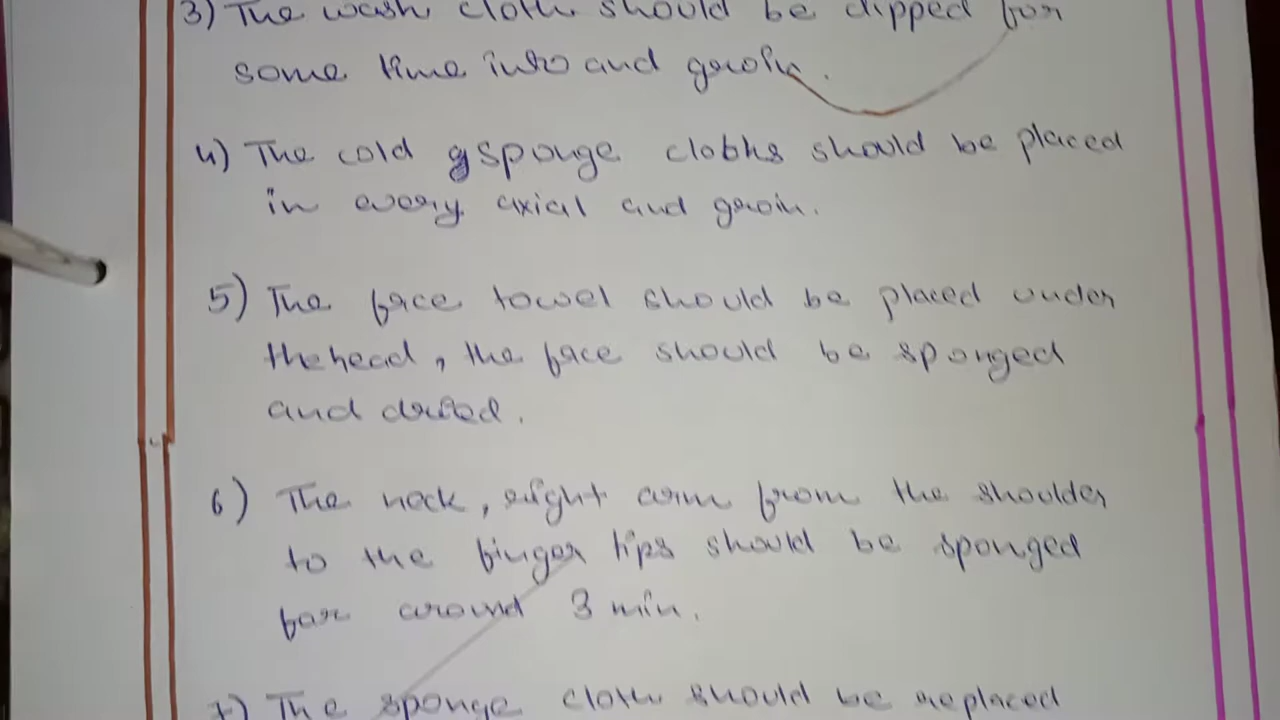 3) The wash cloth should be dipped for
some time into and groin.
4) The cold sponge cloths should be placed
in every axial and groin.
5) The face towel should be placed under
the head, the face should be sponged
and dried.
6) The neck, right arm from the shoulder
to the finger tips should be sponged
for around 3 min.
7) The sponge cloth should be replaced